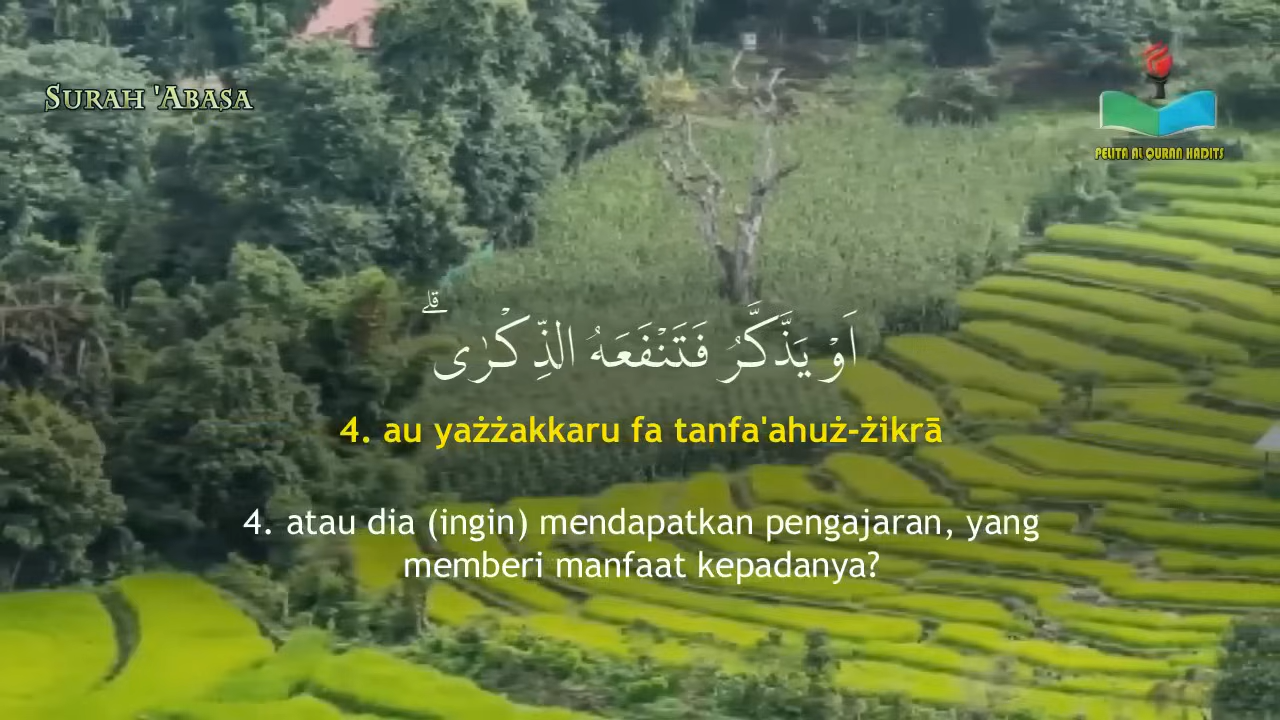 SURAH 'ABASA
PELITA AL QURAN HADITS
اَوْ يَذَّكَّرُ فَتَنْفَعَهُ الذِّكْرٰىۗ
4. au yażżakkaru fa tanfa'ahuż-żikrā
4. atau dia (ingin) mendapatkan pengajaran, yang
memberi manfaat kepadanya?